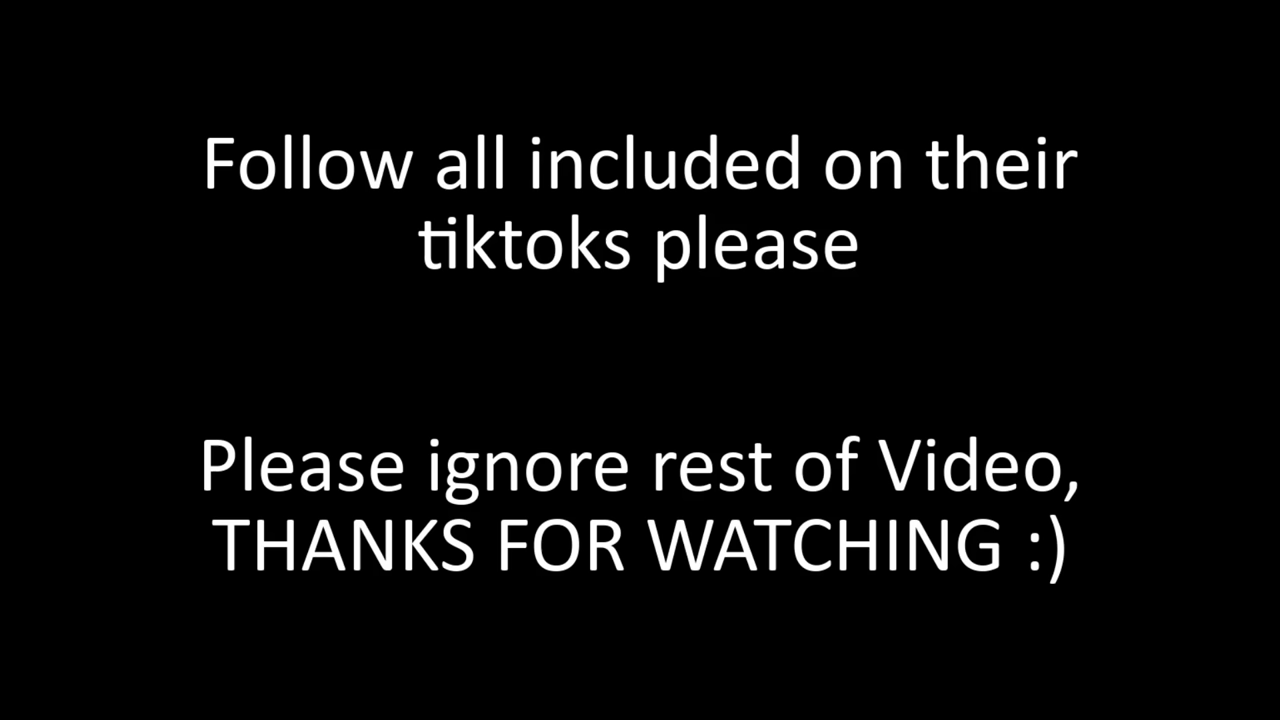 Follow all included on their
tiktoks please
Please ignore rest of Video,
THANKS FOR WATCHING :)